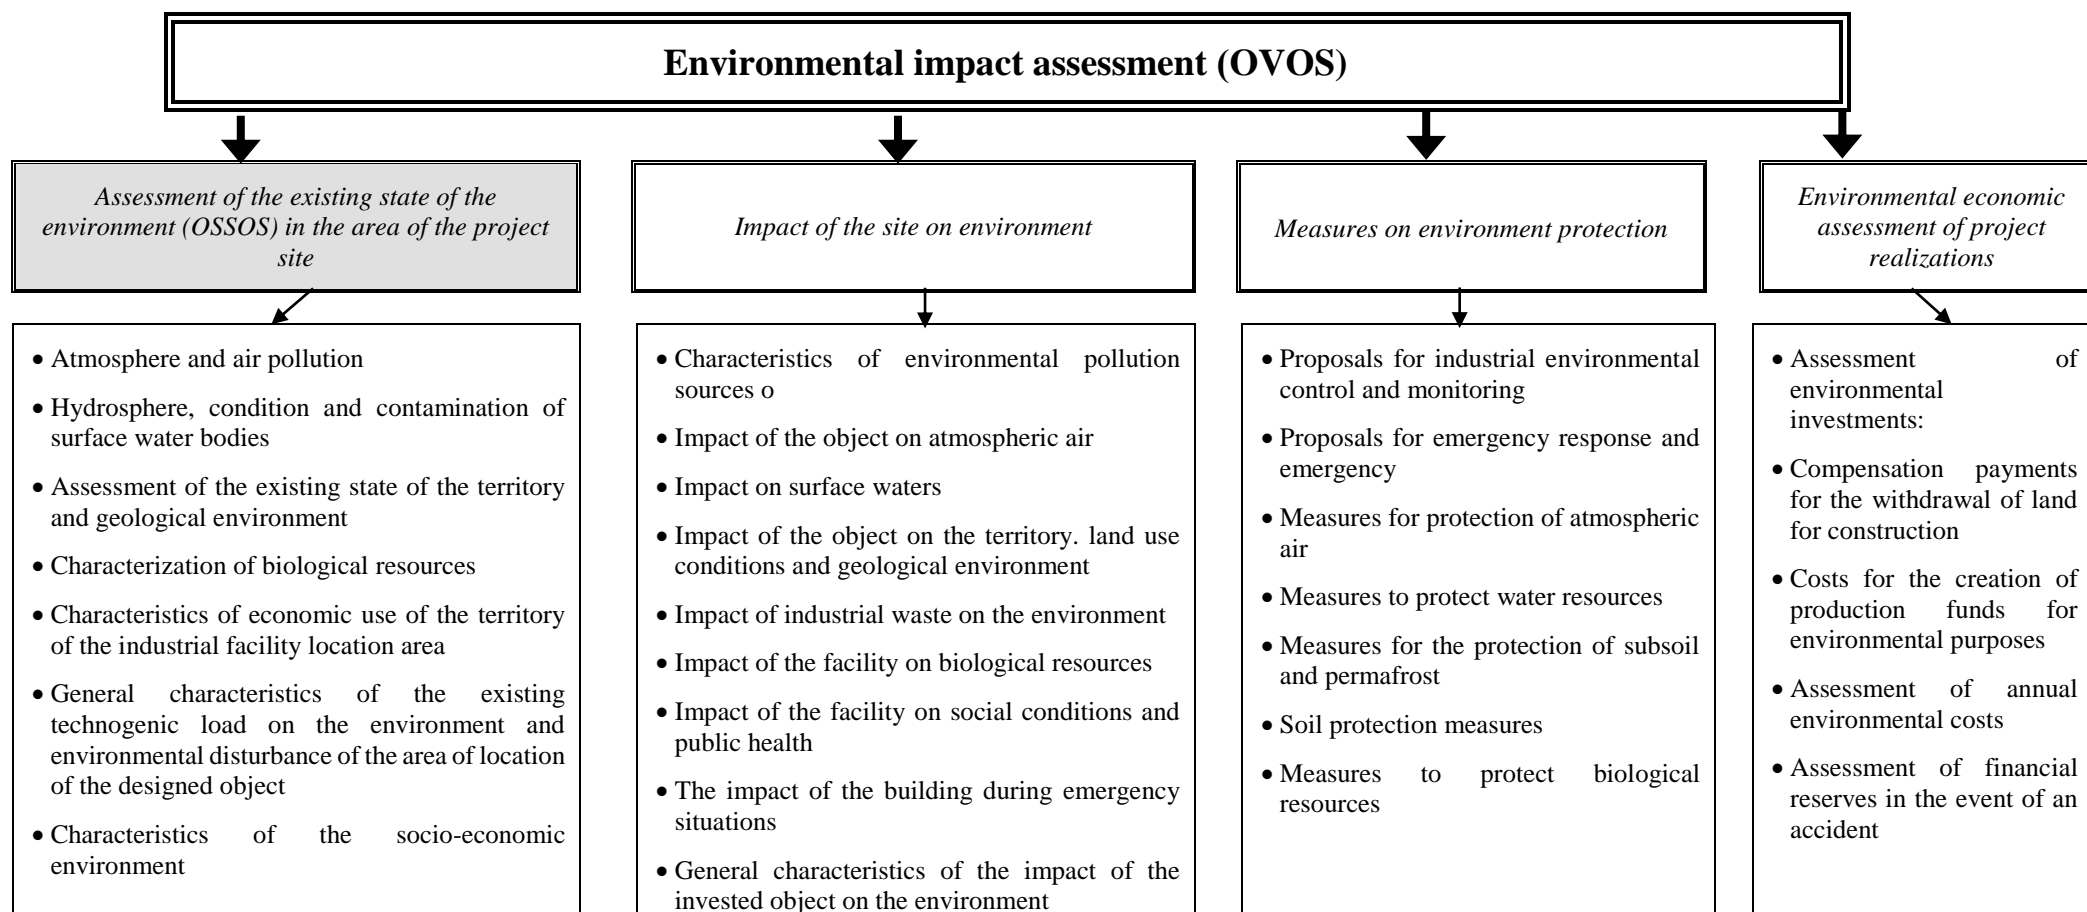 Environmental impact assessment (OVOS)
Assessment of the existing state of the
environment (OSSOS) in the area of the project
site
Impact of the site on environment
Measures on environment protection
Environmental economic
assessment of project
realizations
• Atmosphere and air pollution
• Hydrosphere, condition and contamination of
surface water bodies
• Assessment of the existing state of the territory
and geological environment
• Characterization of biological resources
• Characteristics of economic use of the territory
of the industrial facility location area
• General characteristics of the existing
technogenic load on the environment and
environmental disturbance of the area of location
of the designed object
• Characteristics of the socio-economic
environment
• Characteristics of environmental pollution
sources o
• Impact of the object on atmospheric air
• Impact on surface waters
• Impact of the object on the territory. land use
conditions and geological environment
• Impact of industrial waste on the environment
• Impact of the facility on biological resources
• Impact of the facility on social conditions and
public health
• The impact of the building during emergency
situations
• General characteristics of the impact of the
invested object on the environment
• Proposals for industrial environmental
control and monitoring
• Proposals for emergency response and
emergency
• Measures for protection of atmospheric
air
• Measures to protect water resources
• Measures for the protection of subsoil
and permafrost
• Soil protection measures
• Measures to protect biological
resources
• Assessment of
environmental
investments:
• Compensation payments
for the withdrawal of land
for construction
• Costs for the creation of
production funds for
environmental purposes
• Assessment of annual
environmental costs
• Assessment of financial
reserves in the event of an
accident